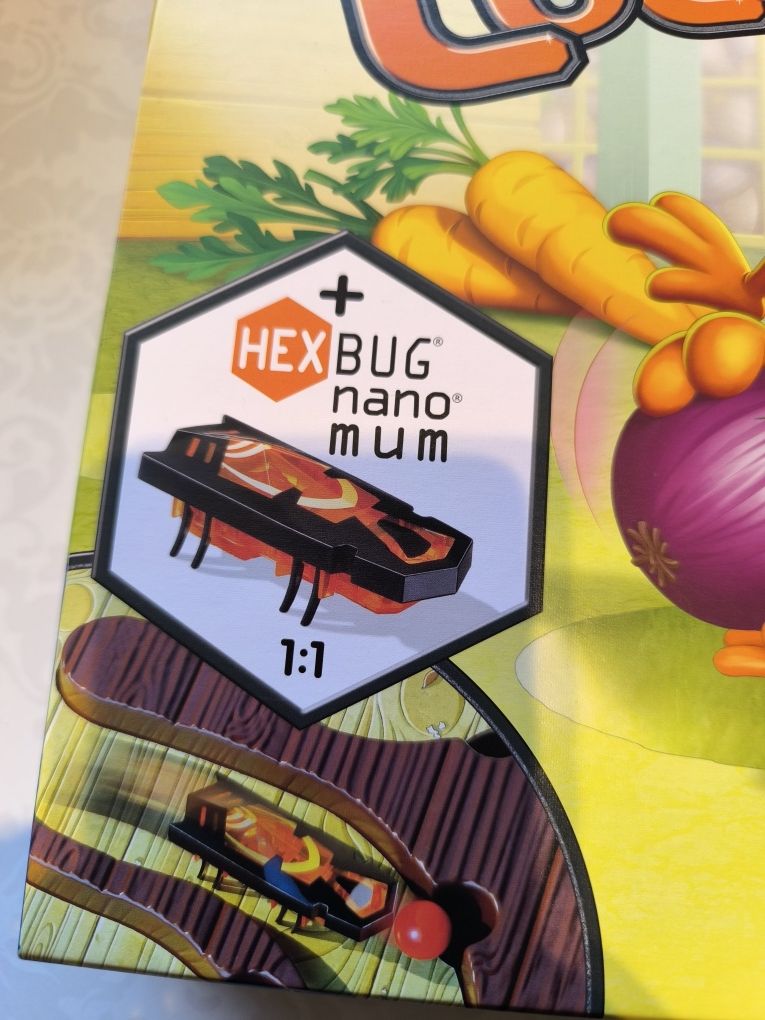 +
HEXBUG®
nano®
mum
1:1